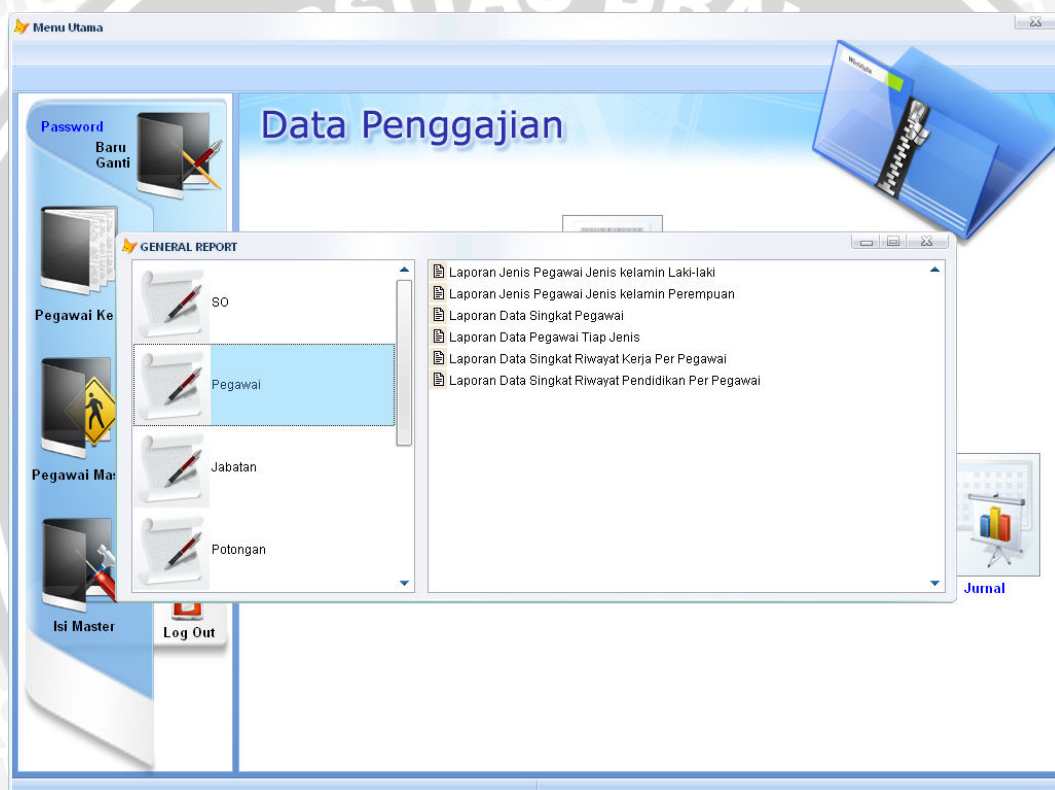 Menu Utama
Password
Baru
Ganti
Data Penggajian
GENERAL REPORT
SO
Pegawai
Jabatan
Potongan
Laporan Jenis Pegawai Jenis kelamin Laki-laki
Laporan Jenis Pegawai Jenis kelamin Perempuan
Laporan Data Singkat Pegawai
Laporan Data Pegawai Tiap Jenis
Laporan Data Singkat Riwayat Kerja Per Pegawai
Laporan Data Singkat Riwayat Pendidikan Per Pegawai
Pegawai Ke
Pegawai Ma
Isi Master
Log Out
Jurnal